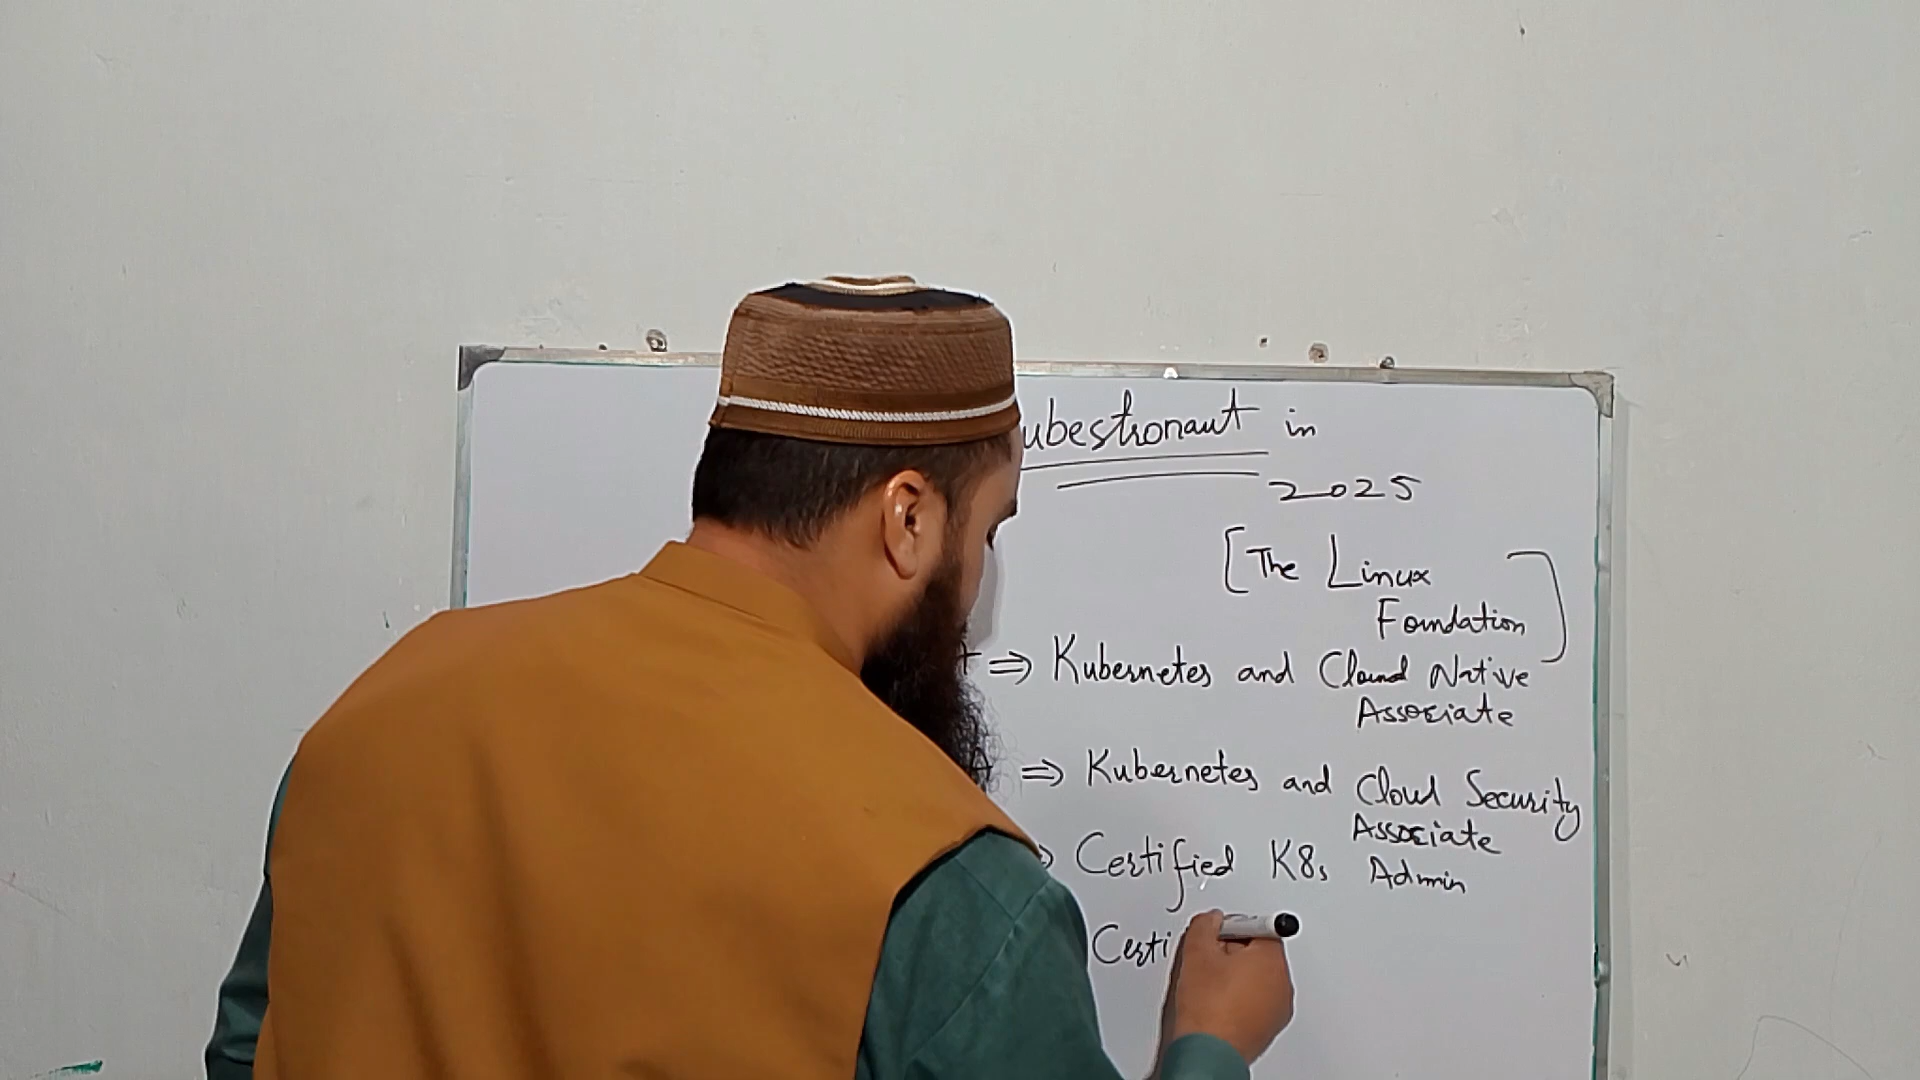 ubestronaut in
2025
[The Linux
Foundation]
⇒ Kubernetes and Cloud Native
Associate
A ⇒ Kubernetes and Cloud Security
Associate
Certified K8s Admin
Certi